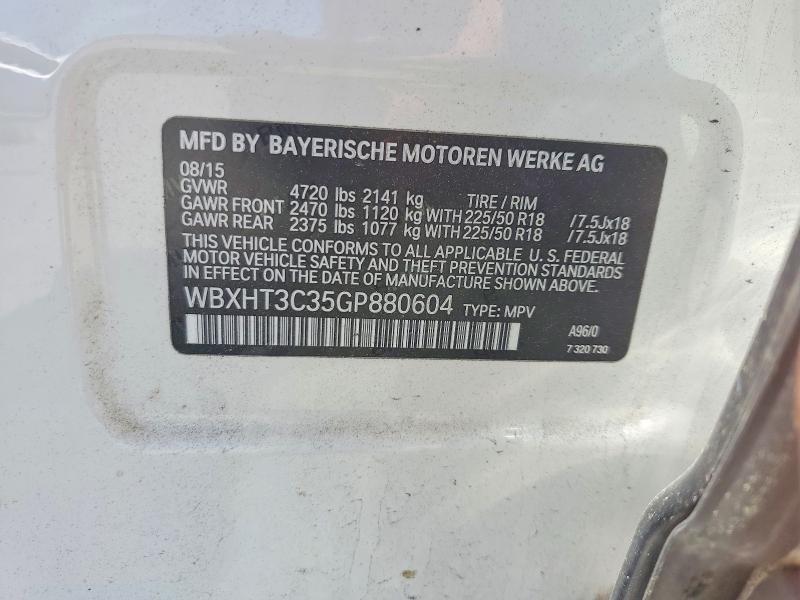 MFD BY BAYERISCHE MOTOREN WERKE AG
08/15
GVWR 4720 lbs 2141 kg TIRE / RIM
GAWR FRONT 2470 lbs 1120 kg WITH 225/50 R18 /7.5Jx18
GAWR REAR 2375 lbs 1077 kg WITH 225/50 R18 /7.5Jx18
THIS VEHICLE CONFORMS TO ALL APPLICABLE U. S. FEDERAL
MOTOR VEHICLE SAFETY AND THEFT PREVENTION STANDARDS
IN EFFECT ON THE DATE OF MANUFACTURE SHOWN ABOVE.
WBXHT3C35GP880604 TYPE: MPV
A96/0
7 320 730